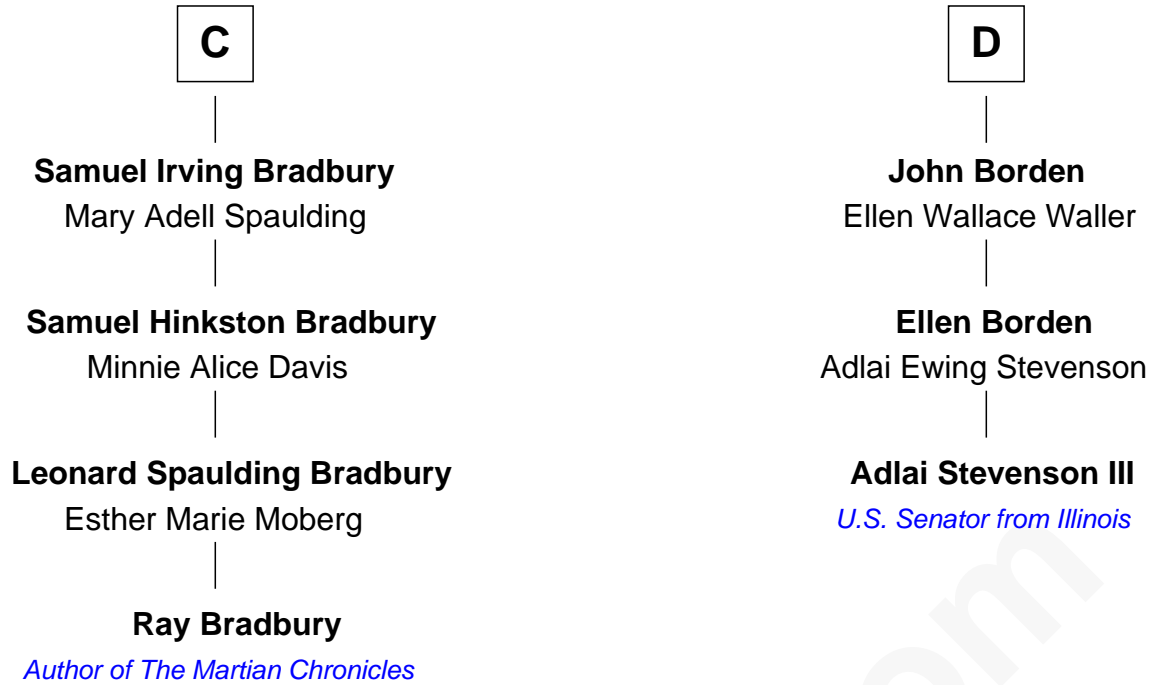 C
Samuel Irving Bradbury
Mary Adell Spaulding
Samuel Hinkston Bradbury
Minnie Alice Davis
Leonard Spaulding Bradbury
Esther Marie Moberg
Ray Bradbury
Author of The Martian Chronicles
D
John Borden
Ellen Wallace Waller
Ellen Borden
Adlai Ewing Stevenson
Adlai Stevenson III
U.S. Senator from Illinois